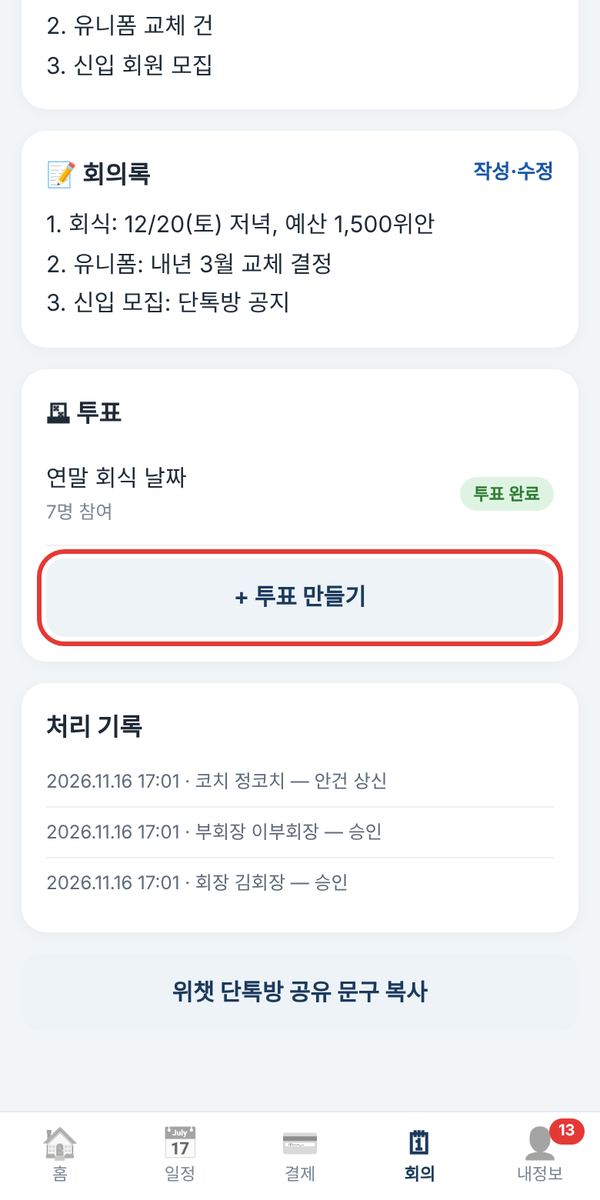 2. 유니폼 교체 건
3. 신입 회원 모집
📝 회의록
작성·수정
1. 회식: 12/20(토) 저녁, 예산 1,500위안
2. 유니폼: 내년 3월 교체 결정
3. 신입 모집: 단톡방 공지
🗳 투표
연말 회식 날짜
7명 참여
투표 완료
+ 투표 만들기
처리 기록
2026.11.16 17:01 · 코치 정코치 — 안건 상신
2026.11.16 17:01 · 부회장 이부회장 — 승인
2026.11.16 17:01 · 회장 김회장 — 승인
위챗 단톡방 공유 문구 복사
July
17
1
13
홈
일정
결제
회의
내정보